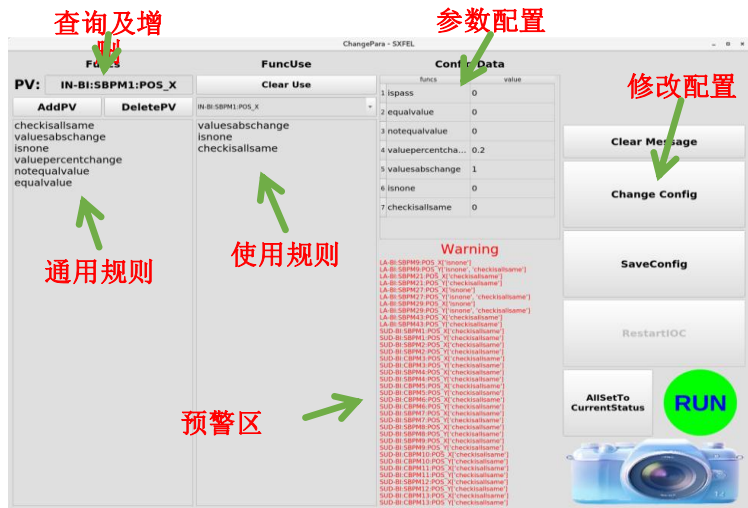 查询及增
删
参数配置
ChangePara - SXFEL
Funcs
FuncUse
Config Data
修改配置
PV:
IN-BI:SBPM1:POS_X
Clear Use
AddPV
DeletePV
IN-BI:SBPM1:POS_X
checkisallsame
valuesabschange
isnone
valuepercentchange
notequalvalue
equalvalue
通用规则
valuesabschange
isnone
checkisallsame
使用规则
funcs value
1 ispass 0
2 equalvalue 0
3 notequalvalue 0
4 valuepercentcha... 0.2
5 valuesabschange 1
6 isnone 0
7 checkisallsame 0
Warning
LA-BI:SBPM9:POS_X['isnone']
LA-BI:SBPM9:POS_Y['isnone', 'checkisallsame']
LA-BI:SBPM21:POS_X['checkisallsame']
LA-BI:SBPM21:POS_Y['checkisallsame']
LA-BI:SBPM27:POS_X['isnone']
LA-BI:SBPM27:POS_Y['isnone', 'checkisallsame']
LA-BI:SBPM29:POS_X['isnone']
LA-BI:SBPM29:POS_Y['isnone', 'checkisallsame']
LA-BI:SBPM43:POS_X['checkisallsame']
LA-BI:SBPM43:POS_Y['checkisallsame']
SUD-BI:SBPM1:POS_X['checkisallsame']
SUD-BI:SBPM1:POS_Y['checkisallsame']
SUD-BI:SBPM2:POS_X['checkisallsame']
SUD-BI:SBPM2:POS_Y['checkisallsame']
SUD-BI:CBPM3:POS_X['checkisallsame']
SUD-BI:CBPM3:POS_Y['checkisallsame']
SUD-BI:SBPM4:POS_X['checkisallsame']
SUD-BI:SBPM4:POS_Y['checkisallsame']
SUD-BI:CBPM5:POS_X['checkisallsame']
SUD-BI:CBPM5:POS_Y['checkisallsame']
SUD-BI:CBPM6:POS_X['checkisallsame']
SUD-BI:CBPM6:POS_Y['checkisallsame']
SUD-BI:SBPM7:POS_X['checkisallsame']
SUD-BI:SBPM7:POS_Y['checkisallsame']
SUD-BI:SBPM8:POS_X['checkisallsame']
SUD-BI:SBPM8:POS_Y['checkisallsame']
SUD-BI:SBPM9:POS_X['checkisallsame']
SUD-BI:SBPM9:POS_Y['checkisallsame']
SUD-BI:CBPM10:POS_X['checkisallsame']
SUD-BI:CBPM10:POS_Y['checkisallsame']
SUD-BI:CBPM11:POS_X['checkisallsame']
SUD-BI:CBPM11:POS_Y['checkisallsame']
SUD-BI:SBPM12:POS_X['checkisallsame']
SUD-BI:SBPM12:POS_Y['checkisallsame']
SUD-BI:CBPM13:POS_X['checkisallsame']
SUD-BI:CBPM13:POS_Y['checkisallsame']
预警区
Clear Message
Change Config
SaveConfig
RestartIOC
AllSetTo
CurrentStatus
RUN
12